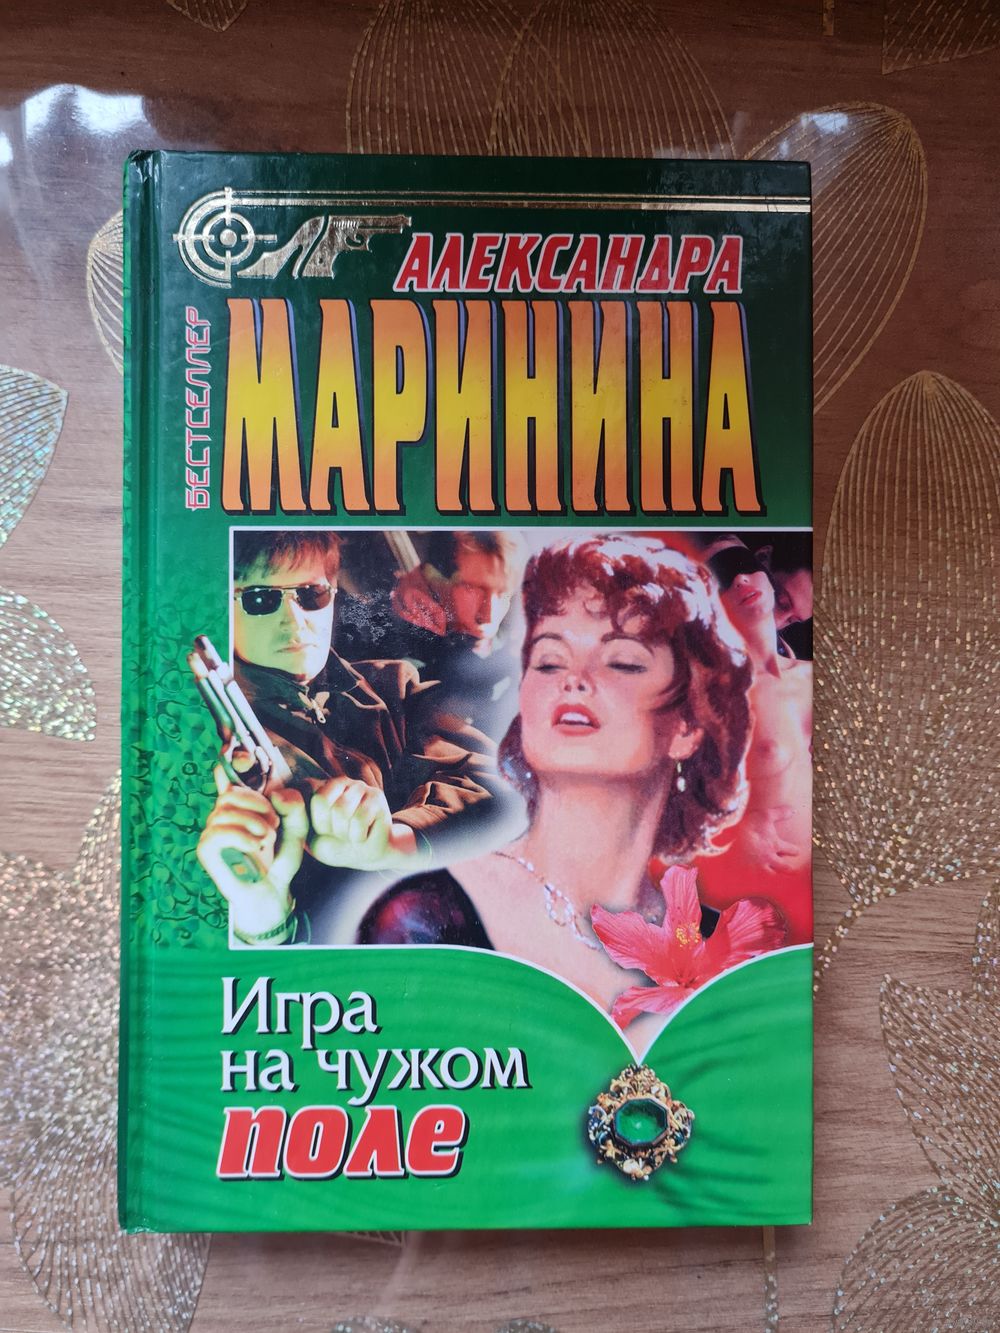 АЛЕКСАНДРА
МАРИНИНА
БЕСТСЕЛЛЕР
Игра
на чужом
поле